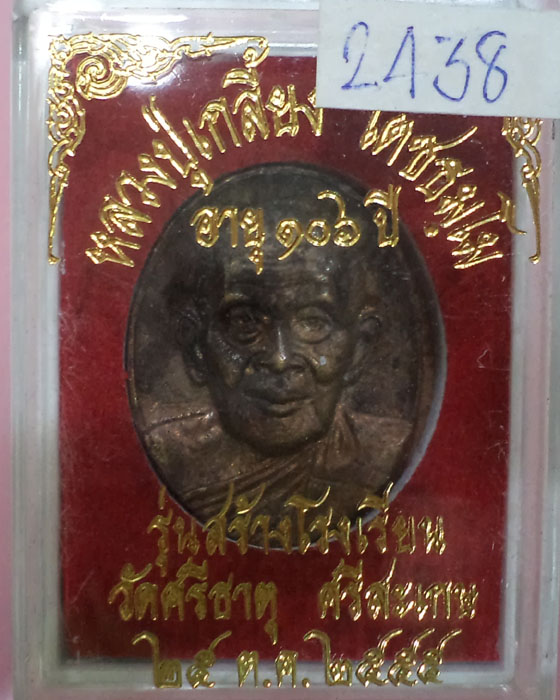 2438
หลวงปู่เกลี้ยง เตชธมฺโม
อายุ ๑๐๖ ปี
รุ่นสร้างโรงเรียน
วัดศรีธาตุ ศรีสะเกษ
๒๕ ต.ค. ๒๕๕๕